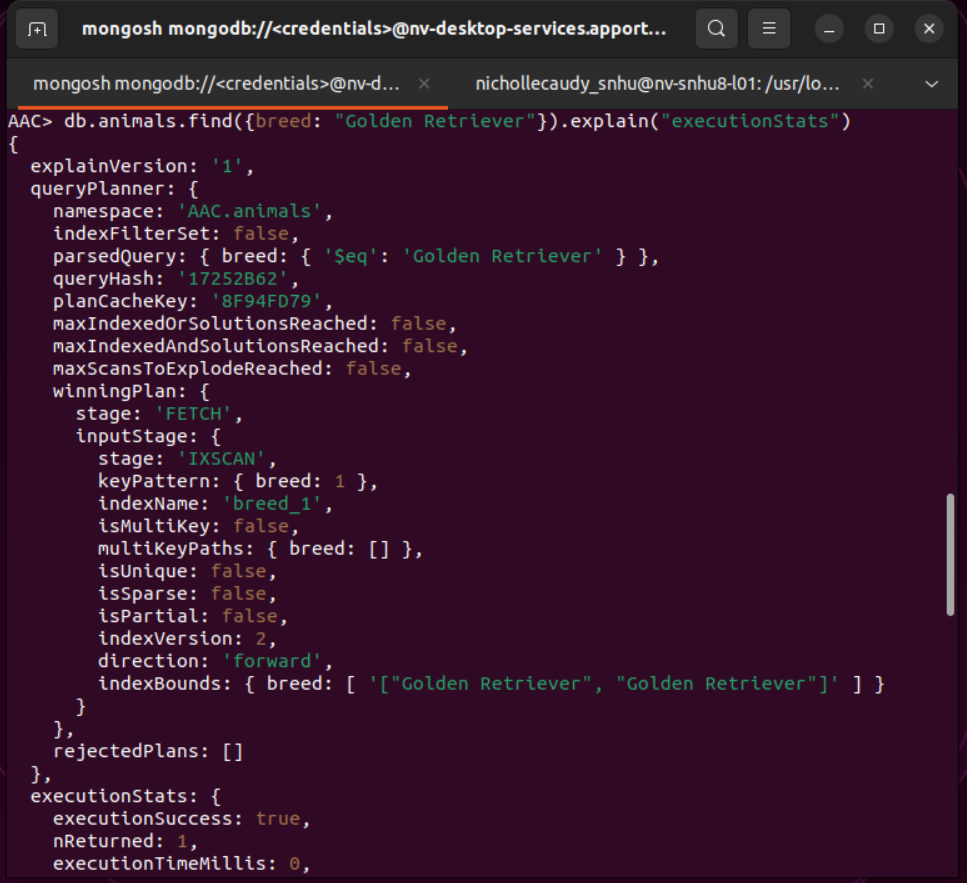 mongosh mongodb://<credentials>@nv-desktop-services.apport...
mongosh mongodb://<credentials>@nv-d...
nichollecaudy_snhu@nv-snhu8-l01: /usr/lo...
AAC> db.animals.find({breed: "Golden Retriever"}).explain("executionStats")
{
  explainVersion: '1',
  queryPlanner: {
    namespace: 'AAC.animals',
    indexFilterSet: false,
    parsedQuery: { breed: { '$eq': 'Golden Retriever' } },
    queryHash: '17252B62',
    planCacheKey: '8F94FD79',
    maxIndexedOrSolutionsReached: false,
    maxIndexedAndSolutionsReached: false,
    maxScansToExplodeReached: false,
    winningPlan: {
      stage: 'FETCH',
      inputStage: {
        stage: 'IXSCAN',
        keyPattern: { breed: 1 },
        indexName: 'breed_1',
        isMultiKey: false,
        multiKeyPaths: { breed: [] },
        isUnique: false,
        isSparse: false,
        isPartial: false,
        indexVersion: 2,
        direction: 'forward',
        indexBounds: { breed: [ '["Golden Retriever", "Golden Retriever"]' ] }
      }
    },
    rejectedPlans: []
  },
  executionStats: {
    executionSuccess: true,
    nReturned: 1,
    executionTimeMillis: 0,